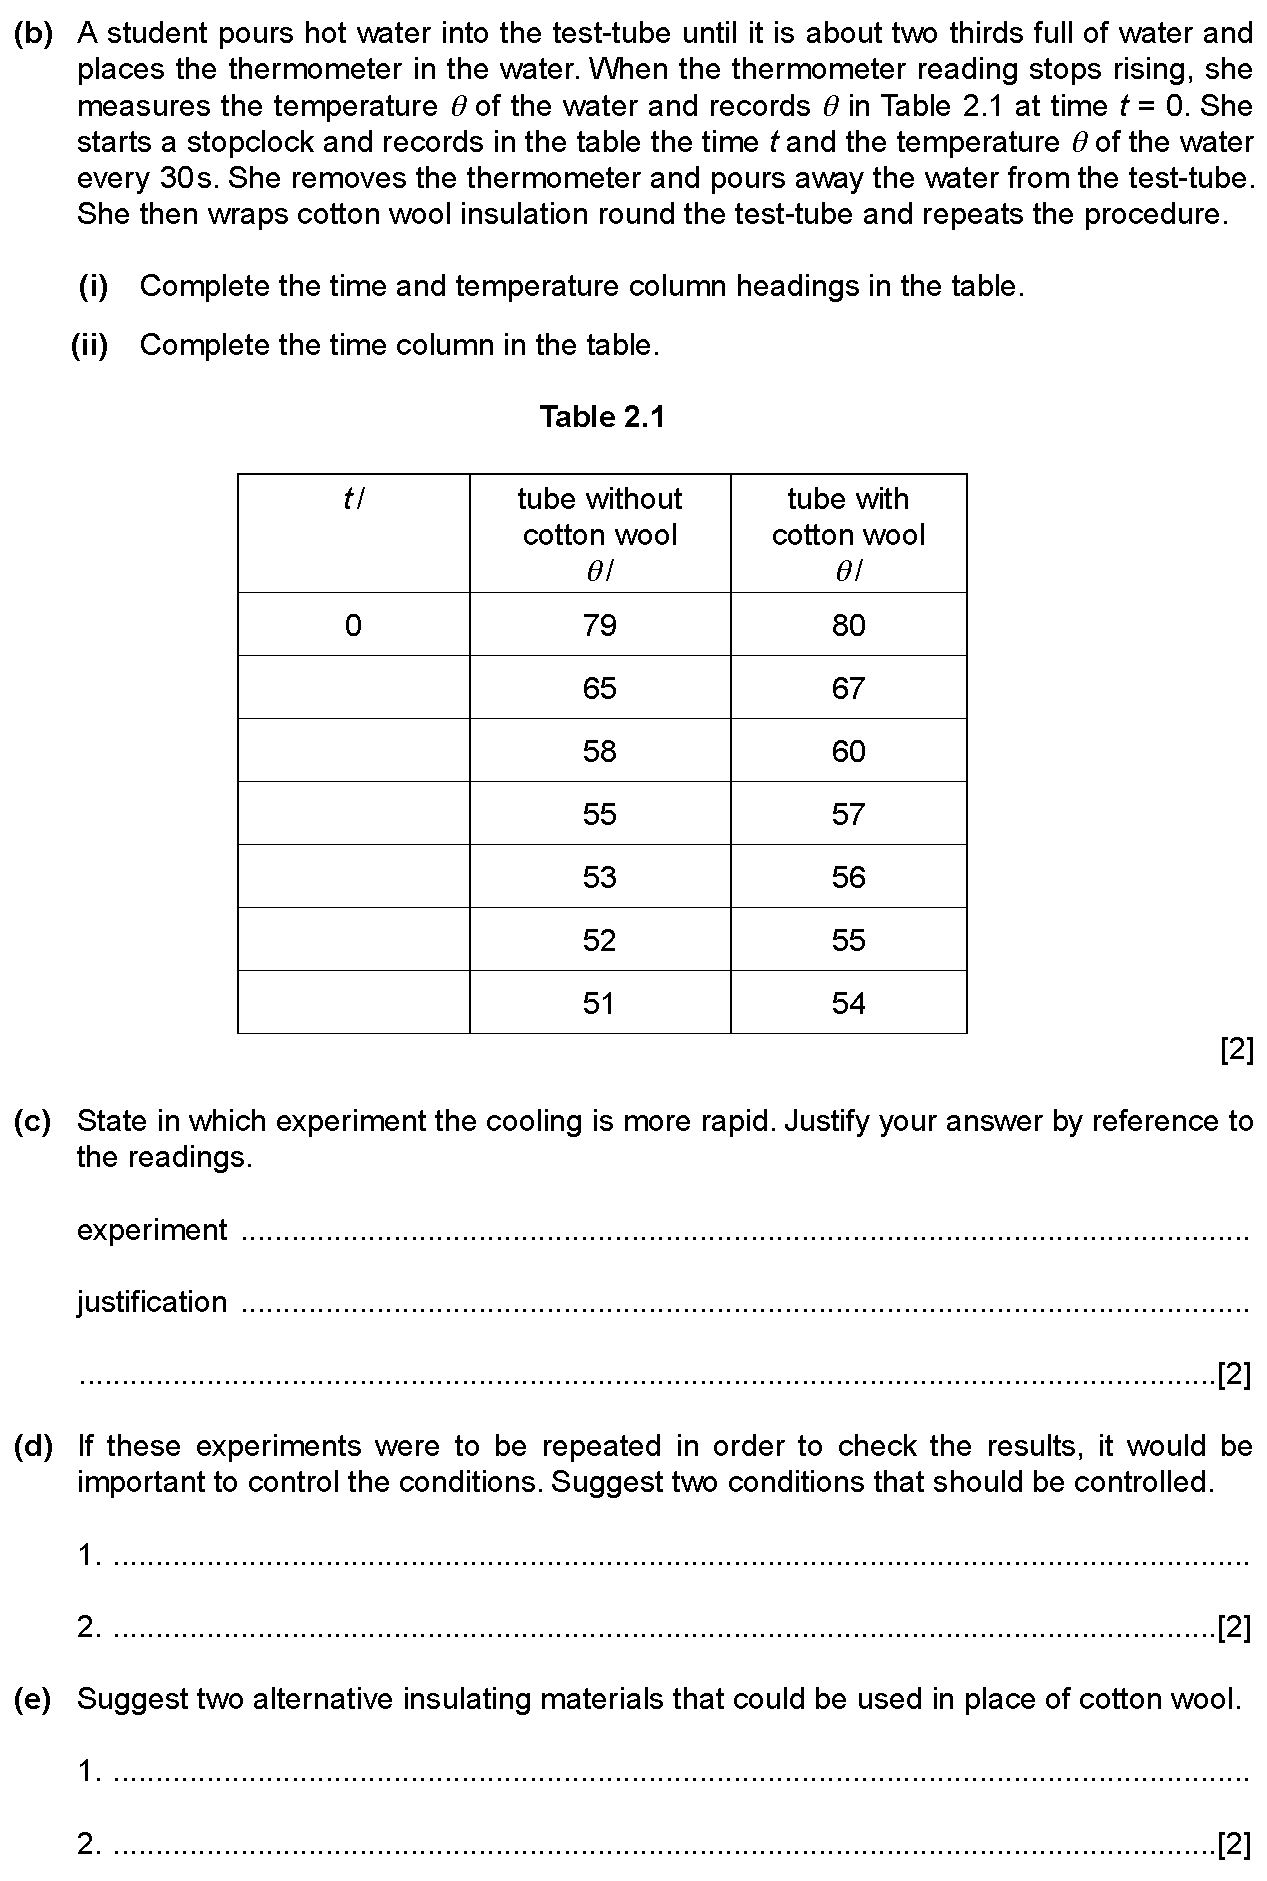 (b) A student pours hot water into the test-tube until it is about two thirds full of water and
places the thermometer in the water. When the thermometer reading stops rising, she
measures the temperature θ of the water and records θ in Table 2.1 at time t = 0. She
starts a stopclock and records in the table the time t and the temperature θ of the water
every 30 s. She removes the thermometer and pours away the water from the test-tube.
She then wraps cotton wool insulation round the test-tube and repeats the procedure.
(i) Complete the time and temperature column headings in the table.
(ii) Complete the time column in the table.
Table 2.1
t / tube without tube with
cotton wool cotton wool
θ / θ /
0 79 80
65 67
58 60
55 57
53 56
52 55
51 54
[2]
(c) State in which experiment the cooling is more rapid. Justify your answer by reference to
the readings.
experiment ..........................................................................................................................
justification ..........................................................................................................................
..........................................................................................................................[2]
(d) If these experiments were to be repeated in order to check the results, it would be
important to control the conditions. Suggest two conditions that should be controlled.
1. ..........................................................................................................................
2. ..........................................................................................................................[2]
(e) Suggest two alternative insulating materials that could be used in place of cotton wool.
1. ..........................................................................................................................
2. ..........................................................................................................................[2]